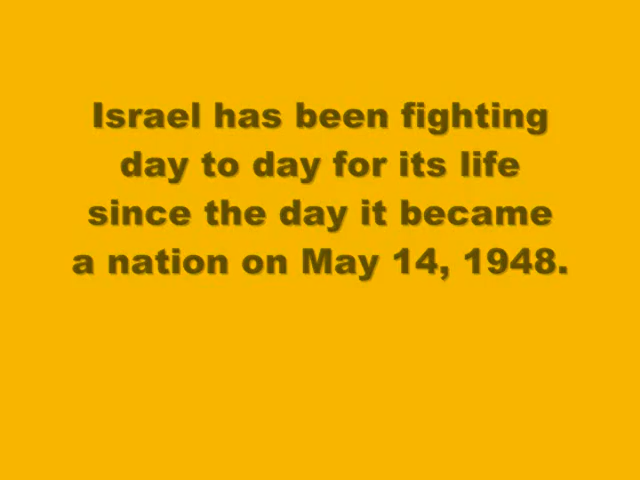 Israel has been fighting
day to day for its life
since the day it became
a nation on May 14, 1948.